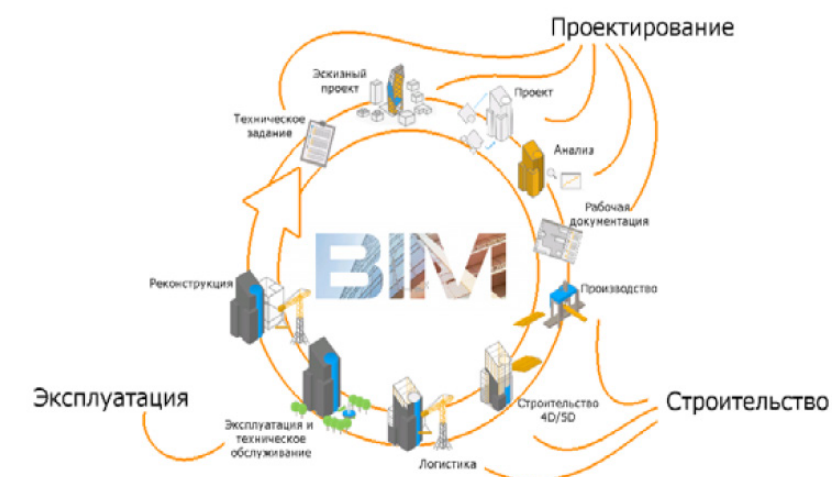 Проектирование
Эскизный
проект
Проект
Техническое
задание
Анализ
Рабочая
документация
BIM
Реконструкция
Производство
Эксплуатация
Строительство
Строительство
4D/5D
Эксплуатация и
техническое
обслуживание
Логистика